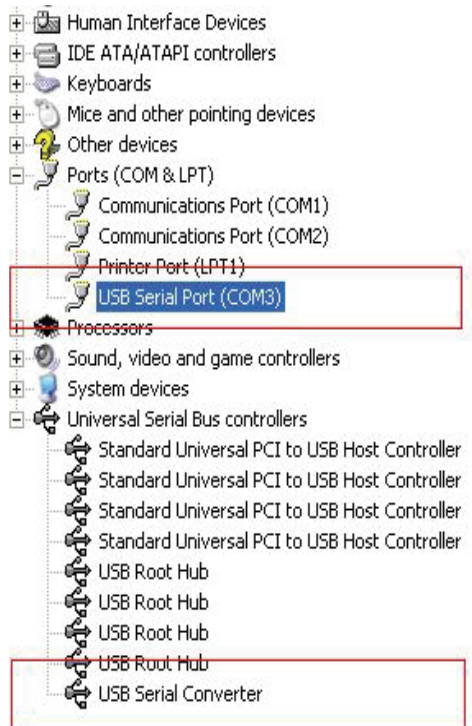 Human Interface Devices
IDE ATA/ATAPI controllers
Keyboards
Mice and other pointing devices
Other devices
Ports (COM & LPT)
Communications Port (COM1)
Communications Port (COM2)
Printer Port (LPT1)
USB Serial Port (COM3)
Processors
Sound, video and game controllers
System devices
Universal Serial Bus controllers
Standard Universal PCI to USB Host Controller
Standard Universal PCI to USB Host Controller
Standard Universal PCI to USB Host Controller
Standard Universal PCI to USB Host Controller
USB Root Hub
USB Root Hub
USB Root Hub
USB Root Hub
USB Serial Converter